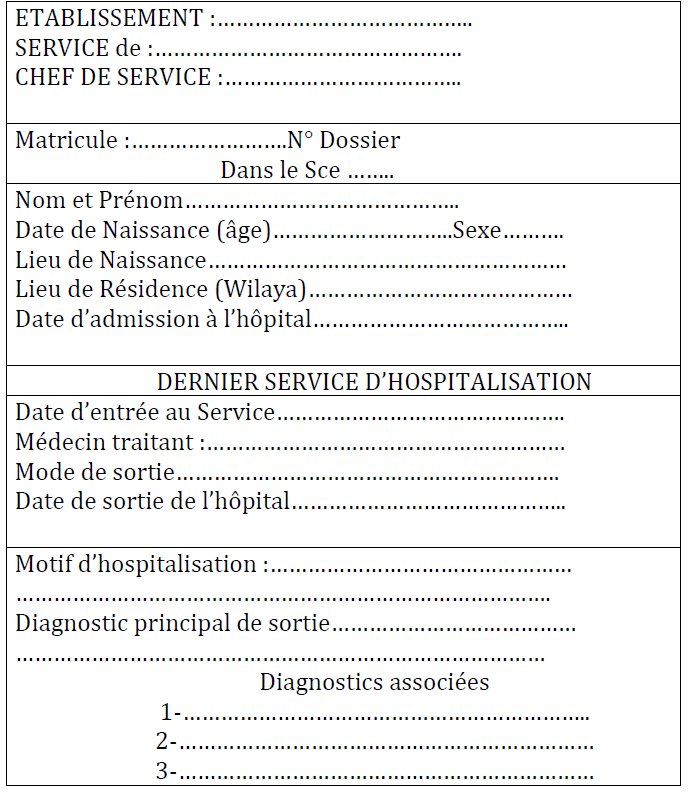 ETABLISSEMENT :…………………………………..
SERVICE de :………………………………………….
CHEF DE SERVICE :………………………………..
Matricule :…………………….N° Dossier
Dans le Sce ……..
Nom et Prénom……………………………………..
Date de Naissance (âge)………………………..Sexe……….
Lieu de Naissance…………………………………………………
Lieu de Résidence (Wilaya)……………………………………
Date d’admission à l’hôpital…………………………………..
DERNIER SERVICE D’HOSPITALISATION
Date d’entrée au Service……………………………………….
Médecin traitant :…………………………………………………
Mode de sortie…………………………………………………….
Date de sortie de l’hôpital……………………………………..
Motif d’hospitalisation :…………………………………………
………………………………………………………………………….
Diagnostic principal de sortie…………………………………
…………………………………………………………………………
Diagnostics associées
1-………………………………………………………..
2-…………………………………………………………
3-…………………………………………………………